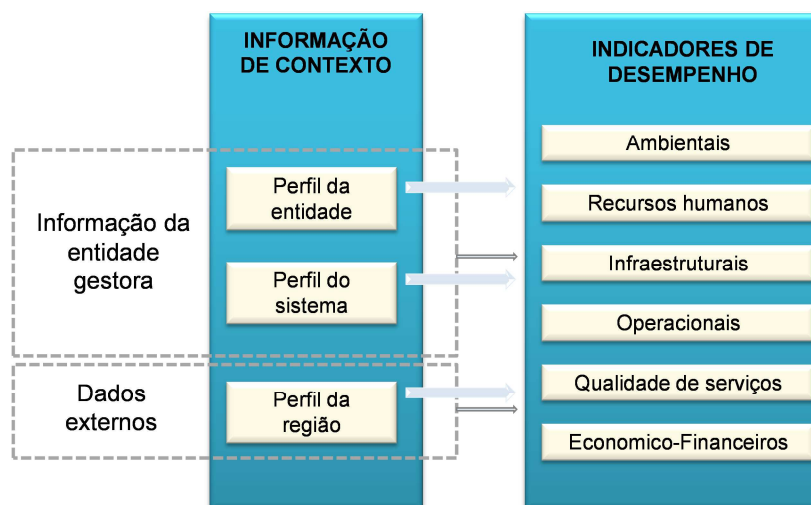 INFORMAÇÃO
DE CONTEXTO
INDICADORES DE
DESEMPENHO
Informação da
entidade
gestora
Dados
externos
Perfil da
entidade
Perfil do
sistema
Perfil da
região
Ambientais
Recursos humanos
Infraestruturais
Operacionais
Qualidade de serviços
Economico-Financeiros